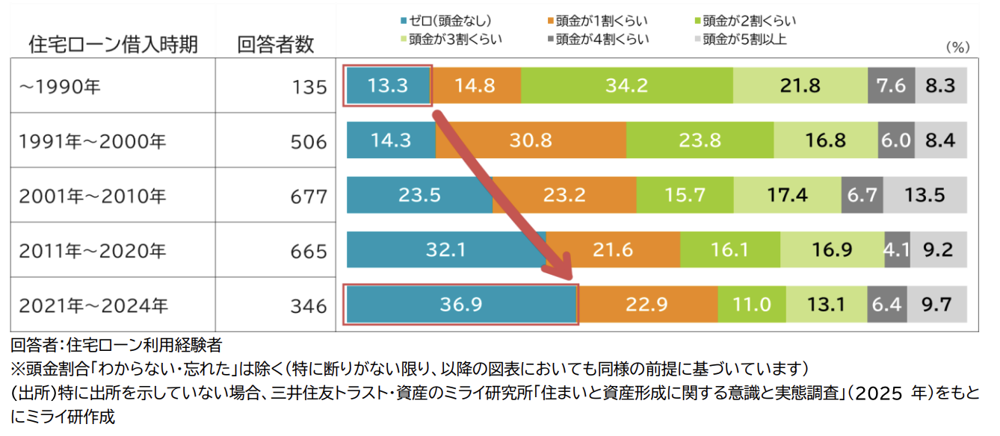 ■ゼロ(頭金なし) ■頭金が1割くらい ■頭金が2割くらい
■頭金が3割くらい ■頭金が4割くらい ■頭金が5割以上
住宅ローン借入時期 回答者数 (%)
～1990年 135 13.3 14.8 34.2 21.8 7.6 8.3
1991年～2000年 506 14.3 30.8 23.8 16.8 6.0 8.4
2001年～2010年 677 23.5 23.2 15.7 17.4 6.7 13.5
2011年～2020年 665 32.1 21.6 16.1 16.9 4.1 9.2
2021年～2024年 346 36.9 22.9 11.0 13.1 6.4 9.7
回答者：住宅ローン利用経験者
※頭金割合「わからない・忘れた」は除く（特に断りがない限り、以降の図表においても同様の前提に基づいています）
(出所)特に出所を示していない場合、三井住友トラスト・資産のミライ研究所「住まいと資産形成に関する意識と実態調査」（2025 年）をもと
にミライ研作成